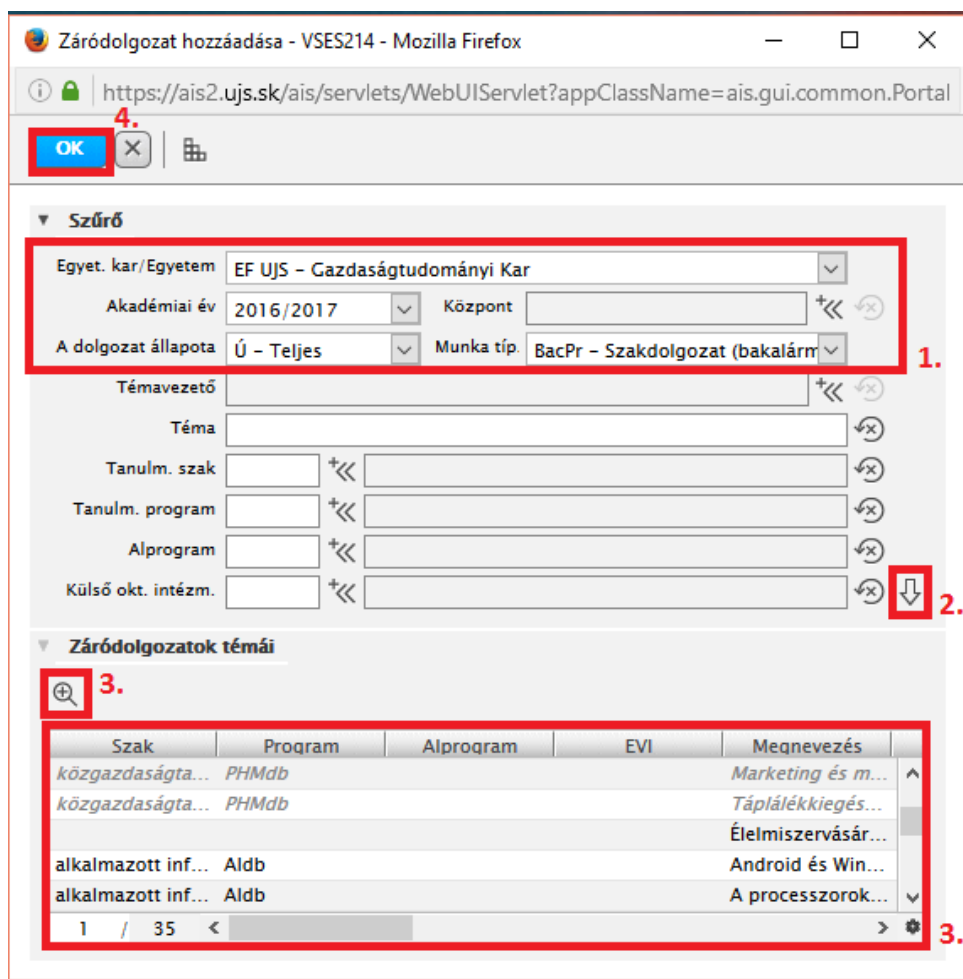 Záródolgozat hozzáadása - VSES214 - Mozilla Firefox
https://ais2.ujs.sk/ais/servlets/WebUIServlet?appClassName=ais.gui.common.Portal
4.
OK
Szűrő
Egyet. kar/Egyetem EF UJS – Gazdaságtudományi Kar
Akadémiai év 2016/2017 Központ
A dolgozat állapota Ú – Teljes Munka típ. BacPr – Szakdolgozat (bakalárm
1.
Témavezető
Téma
Tanulm. szak
Tanulm. program
Alprogram
Külső okt. intézm.
2.
Záródolgozatok témái
3.
Szak Program Alprogram EVI Megnevezés
közgazdaságta... PHMdb Marketing és m...
közgazdaságta... PHMdb Táplálékkiegés...
Élelmiszervásár...
alkalmazott inf... AIdb Android és Win...
alkalmazott inf... AIdb A processzorok...
1 / 35
3.